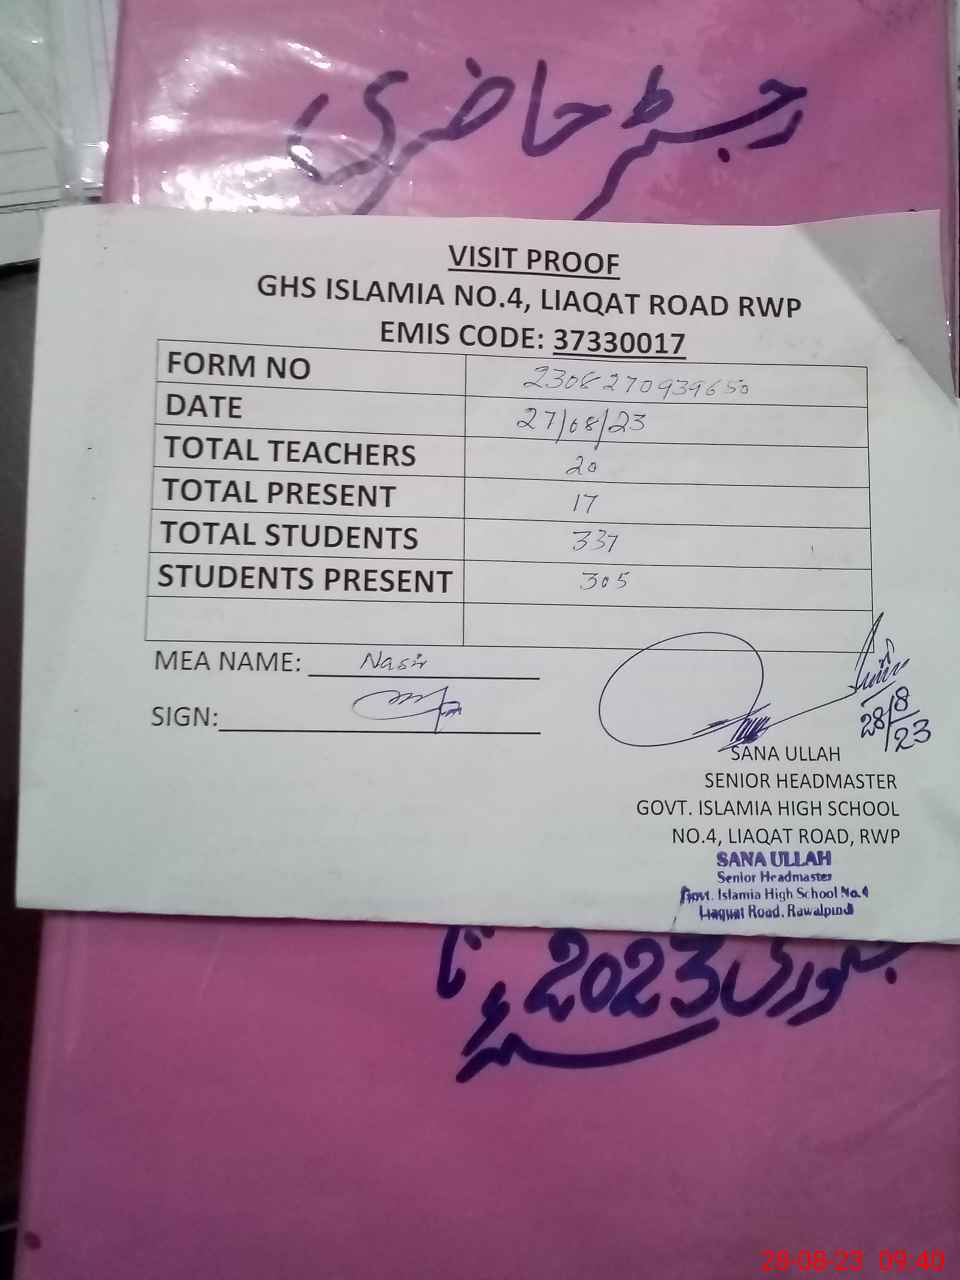 رجسٹر حاضری
VISIT PROOF
GHS ISLAMIA NO.4, LIAQAT ROAD RWP
EMIS CODE: 37330017
FORM NO 2308270939650
DATE 27/08/23
TOTAL TEACHERS 20
TOTAL PRESENT 17
TOTAL STUDENTS 337
STUDENTS PRESENT 305
MEA NAME: Nasir
SIGN:
28/8/23
SANA ULLAH
SENIOR HEADMASTER
GOVT. ISLAMIA HIGH SCHOOL
NO.4, LIAQAT ROAD, RWP
SANA ULLAH
Senior Headmaster
Govt. Islamia High School No.4
Liaquat Road, Rawalpindi
جنوری 2023ء تا
28-08-23 09:40